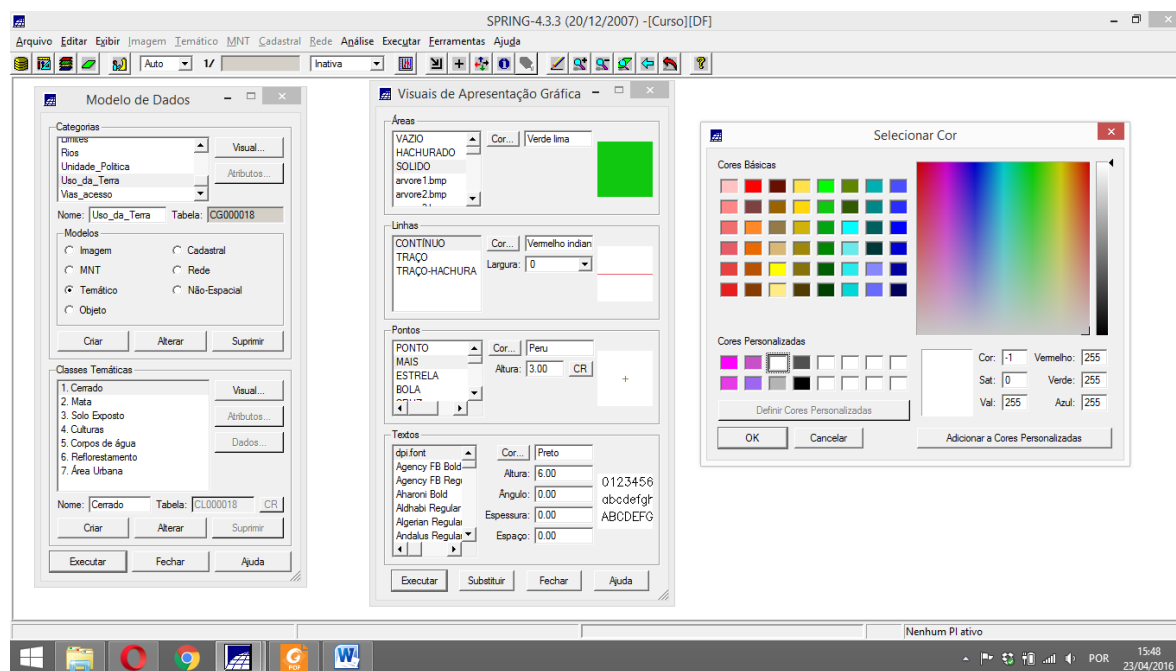 SPRING-4.3.3 (20/12/2007) -[Curso][DF]
Arquivo Editar Exibir Imagem Temático MNT Cadastral Rede Análise Executar Ferramentas Ajuda
Auto 1/ Inativa
Modelo de Dados
Categorias
Limites
Rios
Unidade_Politica
Uso_da_Terra
Vias_acesso
Visual...
Atributos...
Nome: Uso_da_Terra Tabela: CG000018
Modelos
Imagem Cadastral
MNT Rede
Temático Não-Espacial
Objeto
Criar Alterar Suprimir
Classes Temáticas
1. Cerrado
2. Mata
3. Solo Exposto
4. Culturas
5. Corpos de água
6. Reflorestamento
7. Área Urbana
Visual...
Atributos...
Dados...
Nome: Cerrado Tabela: CL000018 CR
Criar Alterar Suprimir
Executar Fechar Ajuda
Visuais de Apresentação Gráfica
Áreas
VAZIO
HACHURADO
SOLIDO
arvore1.bmp
arvore2.bmp
Cor... Verde lima
Linhas
CONTÍNUO
TRAÇO
TRAÇO-HACHURA
Cor... Vermelho indian
Largura: 0
Pontos
PONTO
MAIS
ESTRELA
BOLA
Cor... Peru
Altura: 3.00 CR
Textos
dpi.font
Agency FB Bold
Agency FB Regu
Aharoni Bold
Aldhabi Regular
Algerian Regular
Andalus Regular
Cor... Preto
Altura: 6.00
Ângulo: 0.00
Espessura: 0.00
Espaço: 0.00
0123456
abcdefgh
ABCDEFG
Executar Substituir Fechar Ajuda
Selecionar Cor
Cores Básicas
Cores Personalizadas
Definir Cores Personalizadas
OK Cancelar
Cor: -1 Vermelho: 255
Sat: 0 Verde: 255
Val: 255 Azul: 255
Adicionar a Cores Personalizadas
Nenhum PI ativo
PDF
POR
15:48
23/04/2016